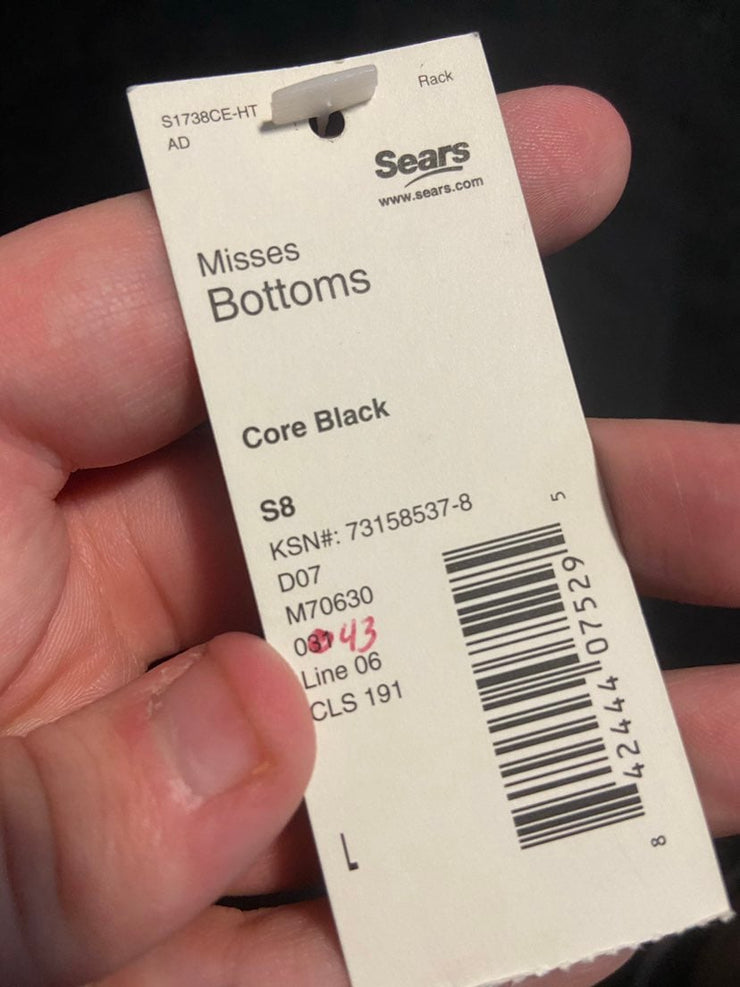 S1738CE-HT
AD
Rack
Sears
www.sears.com
Misses
Bottoms
Core Black
S8
KSN#: 73158537-8
D07
M70630
031 43
Line 06
CLS 191
L
8 42444 07529 5